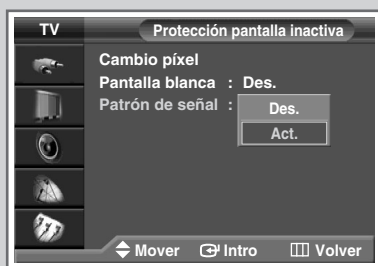 TV Protección pantalla inactiva
Cambio píxel
Pantalla blanca : Des.
Patrón de señal : Des.
Act.
Mover Intro Volver